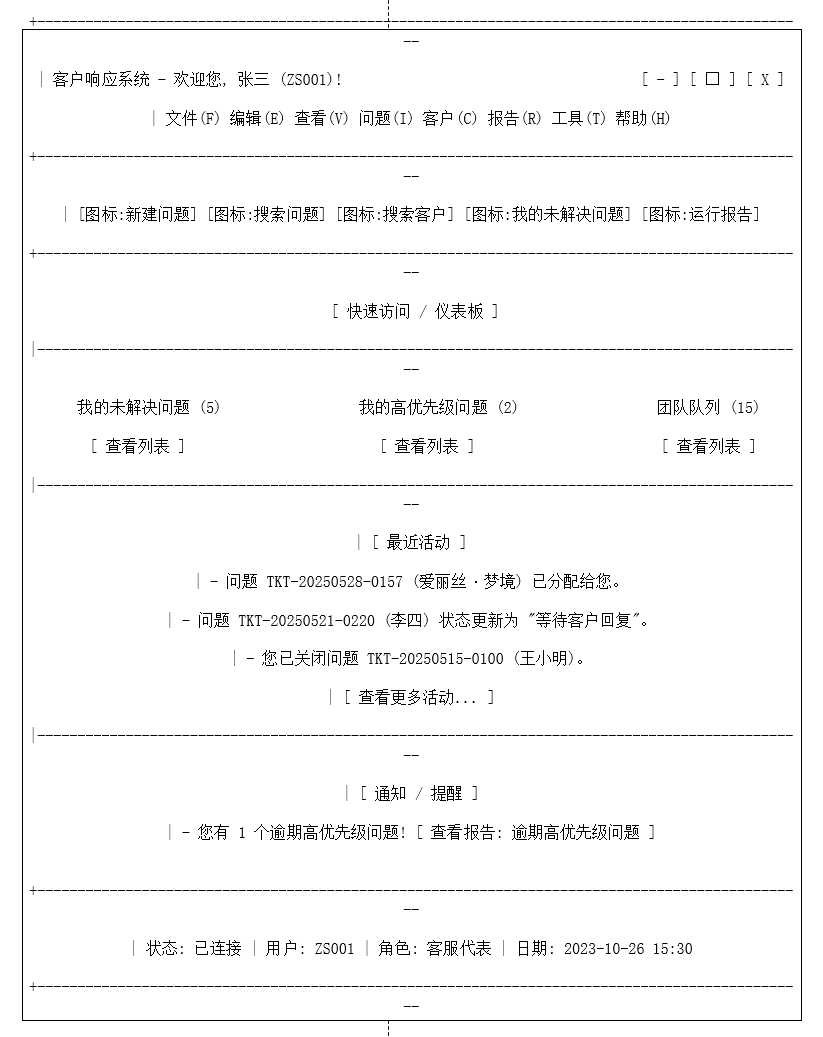 +-----------------------------------------------------------------------------------------------
--
| 客户响应系统 - 欢迎您, 张三 (ZS001)! [ - ] [ □ ] [ X ]
| 文件(F) 编辑(E) 查看(V) 问题(I) 客户(C) 报告(R) 工具(T) 帮助(H)
+-----------------------------------------------------------------------------------------------
--
| [图标:新建问题] [图标:搜索问题] [图标:搜索客户] [图标:我的未解决问题] [图标:运行报告]
+-----------------------------------------------------------------------------------------------
--
[ 快速访问 / 仪表板 ]
|-----------------------------------------------------------------------------------------------
--
我的未解决问题 (5) 我的高优先级问题 (2) 团队队列 (15)
[ 查看列表 ] [ 查看列表 ] [ 查看列表 ]
|-----------------------------------------------------------------------------------------------
--
| [ 最近活动 ]
| - 问题 TKT-20250528-0157 (爱丽丝·梦境) 已分配给您。
| - 问题 TKT-20250521-0220 (李四) 状态更新为 "等待客户回复"。
| - 您已关闭问题 TKT-20250515-0100 (王小明)。
| [ 查看更多活动... ]
|-----------------------------------------------------------------------------------------------
--
| [ 通知 / 提醒 ]
| - 您有 1 个逾期高优先级问题! [ 查看报告: 逾期高优先级问题 ]
+-----------------------------------------------------------------------------------------------
--
| 状态: 已连接 | 用户: ZS001 | 角色: 客服代表 | 日期: 2023-10-26 15:30
+-----------------------------------------------------------------------------------------------
--